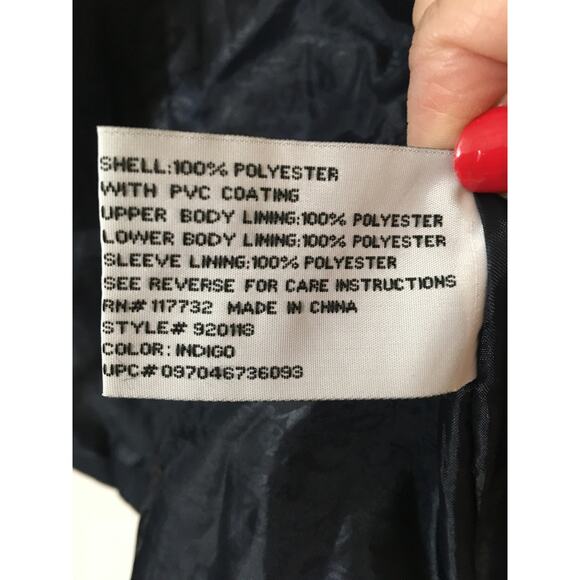 SHELL:100% POLYESTER
WITH PVC COATING
UPPER BODY LINING:100% POLYESTER
LOWER BODY LINING:100% POLYESTER
SLEEVE LINING:100% POLYESTER
SEE REVERSE FOR CARE INSTRUCTIONS
RN# 117732 MADE IN CHINA
STYLE# 920118
COLOR: INDIGO
UPC# 097046736093